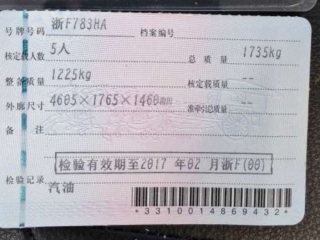 号牌号码 浙F783HA 档案编号
核定载人数 5人 总质量 1735kg
整备质量 1225kg 核定载质量 --
外廓尺寸 4605×1765×1460mm 准牵引总质量 --
备注
检验有效期至2017年02月浙F(00)
检验记录
汽油
*3310014869432*